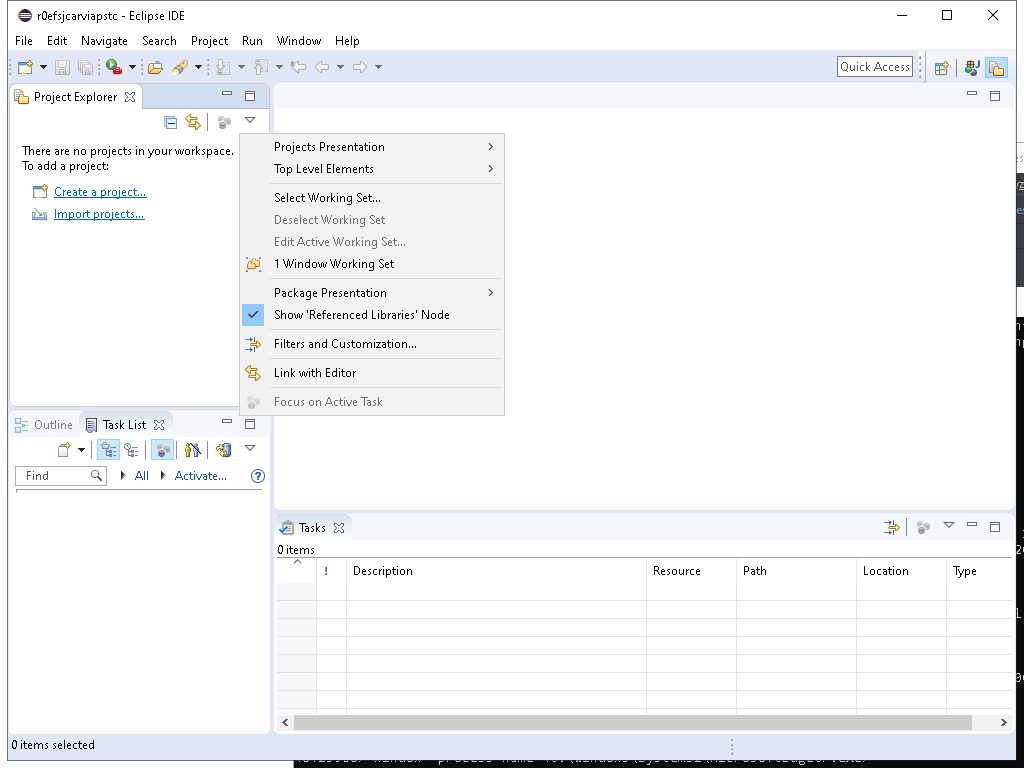 r0efsjcarviapstc - Eclipse IDE
File Edit Navigate Search Project Run Window Help
Quick Access
Project Explorer
There are no projects in your workspace.
To add a project:
Create a project...
Import projects...
Projects Presentation
Top Level Elements
Select Working Set...
Deselect Working Set
Edit Active Working Set...
1 Window Working Set
Package Presentation
Show 'Referenced Libraries' Node
Filters and Customization...
Link with Editor
Focus on Active Task
Outline Task List
Find All Activate...
Tasks
0 items
! Description Resource Path Location Type
0 items selected